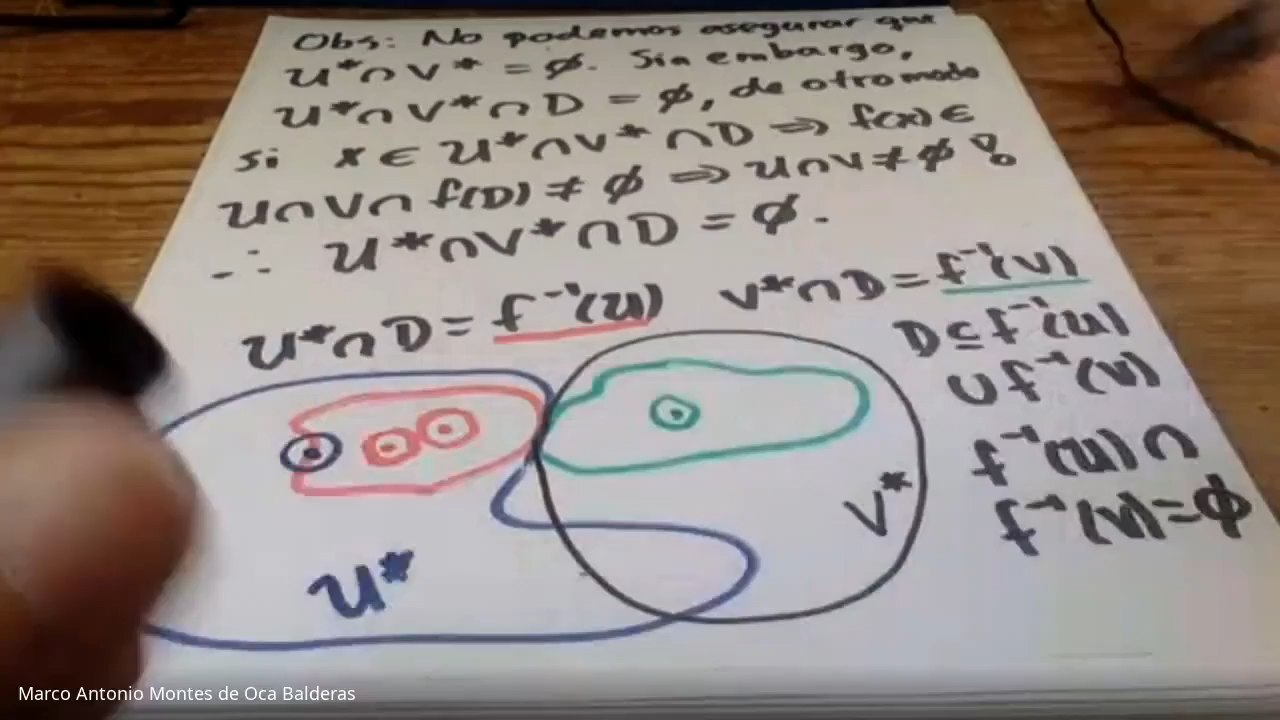 Obs: No podemos asegurar que
U*∩V* = ∅. Sin embargo,
U*∩V*∩D = ∅, de otro modo
si x ∈ U*∩V*∩D ⇒ f(x) ∈
U∩V∩f(D) ≠ ∅ ⇒ U∩V ≠ ∅ %
∴ U*∩V*∩D = ∅.
U*∩D = f⁻¹(U) V*∩D = f⁻¹(V)
D ⊆ f⁻¹(U)
∪ f⁻¹(V)
f⁻¹(U) ∩
f⁻¹(V) = ∅
V*
U*
Marco Antonio Montes de Oca Balderas